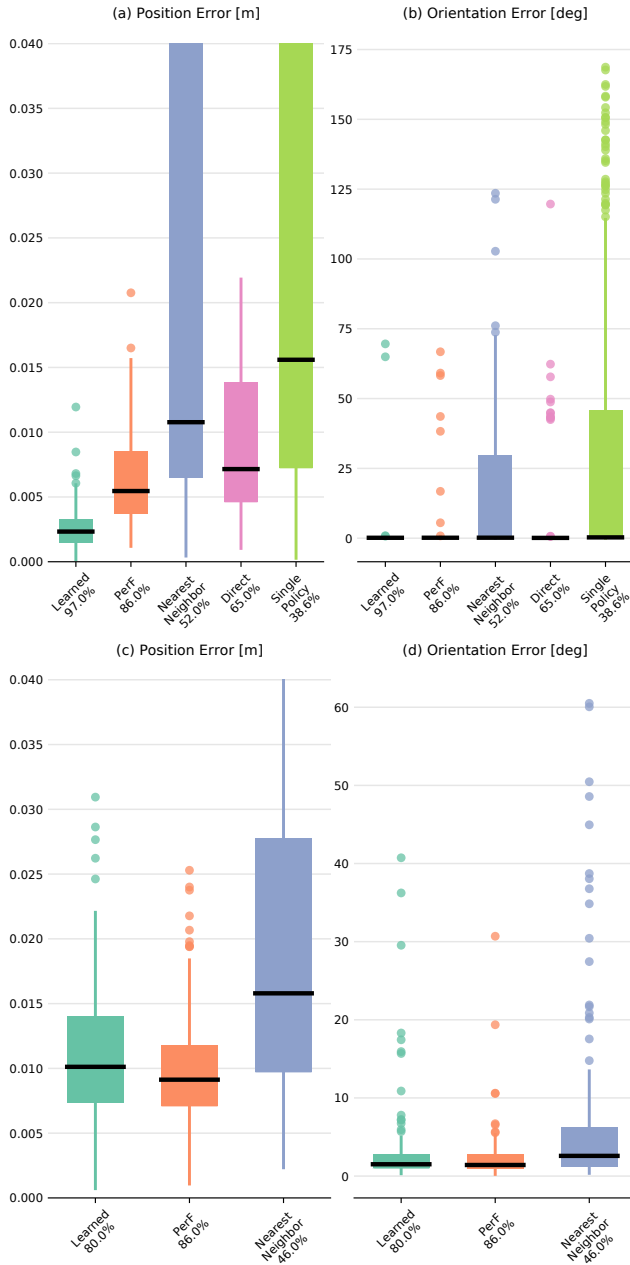 (a) Position Error [m]
(b) Orientation Error [deg]
0.040
0.035
0.030
0.025
0.020
0.015
0.010
0.005
0.000
175
150
125
100
75
50
25
0
Learned
97.0%
PerF
86.0%
Nearest
Neighbor
52.0%
Direct
65.0%
Single
Policy
38.6%
Learned
97.0%
PerF
86.0%
Nearest
Neighbor
52.0%
Direct
65.0%
Single
Policy
38.6%
(c) Position Error [m]
(d) Orientation Error [deg]
0.040
0.035
0.030
0.025
0.020
0.015
0.010
0.005
0.000
60
50
40
30
20
10
0
Learned
80.0%
PerF
86.0%
Nearest
Neighbor
46.0%
Learned
80.0%
PerF
86.0%
Nearest
Neighbor
46.0%